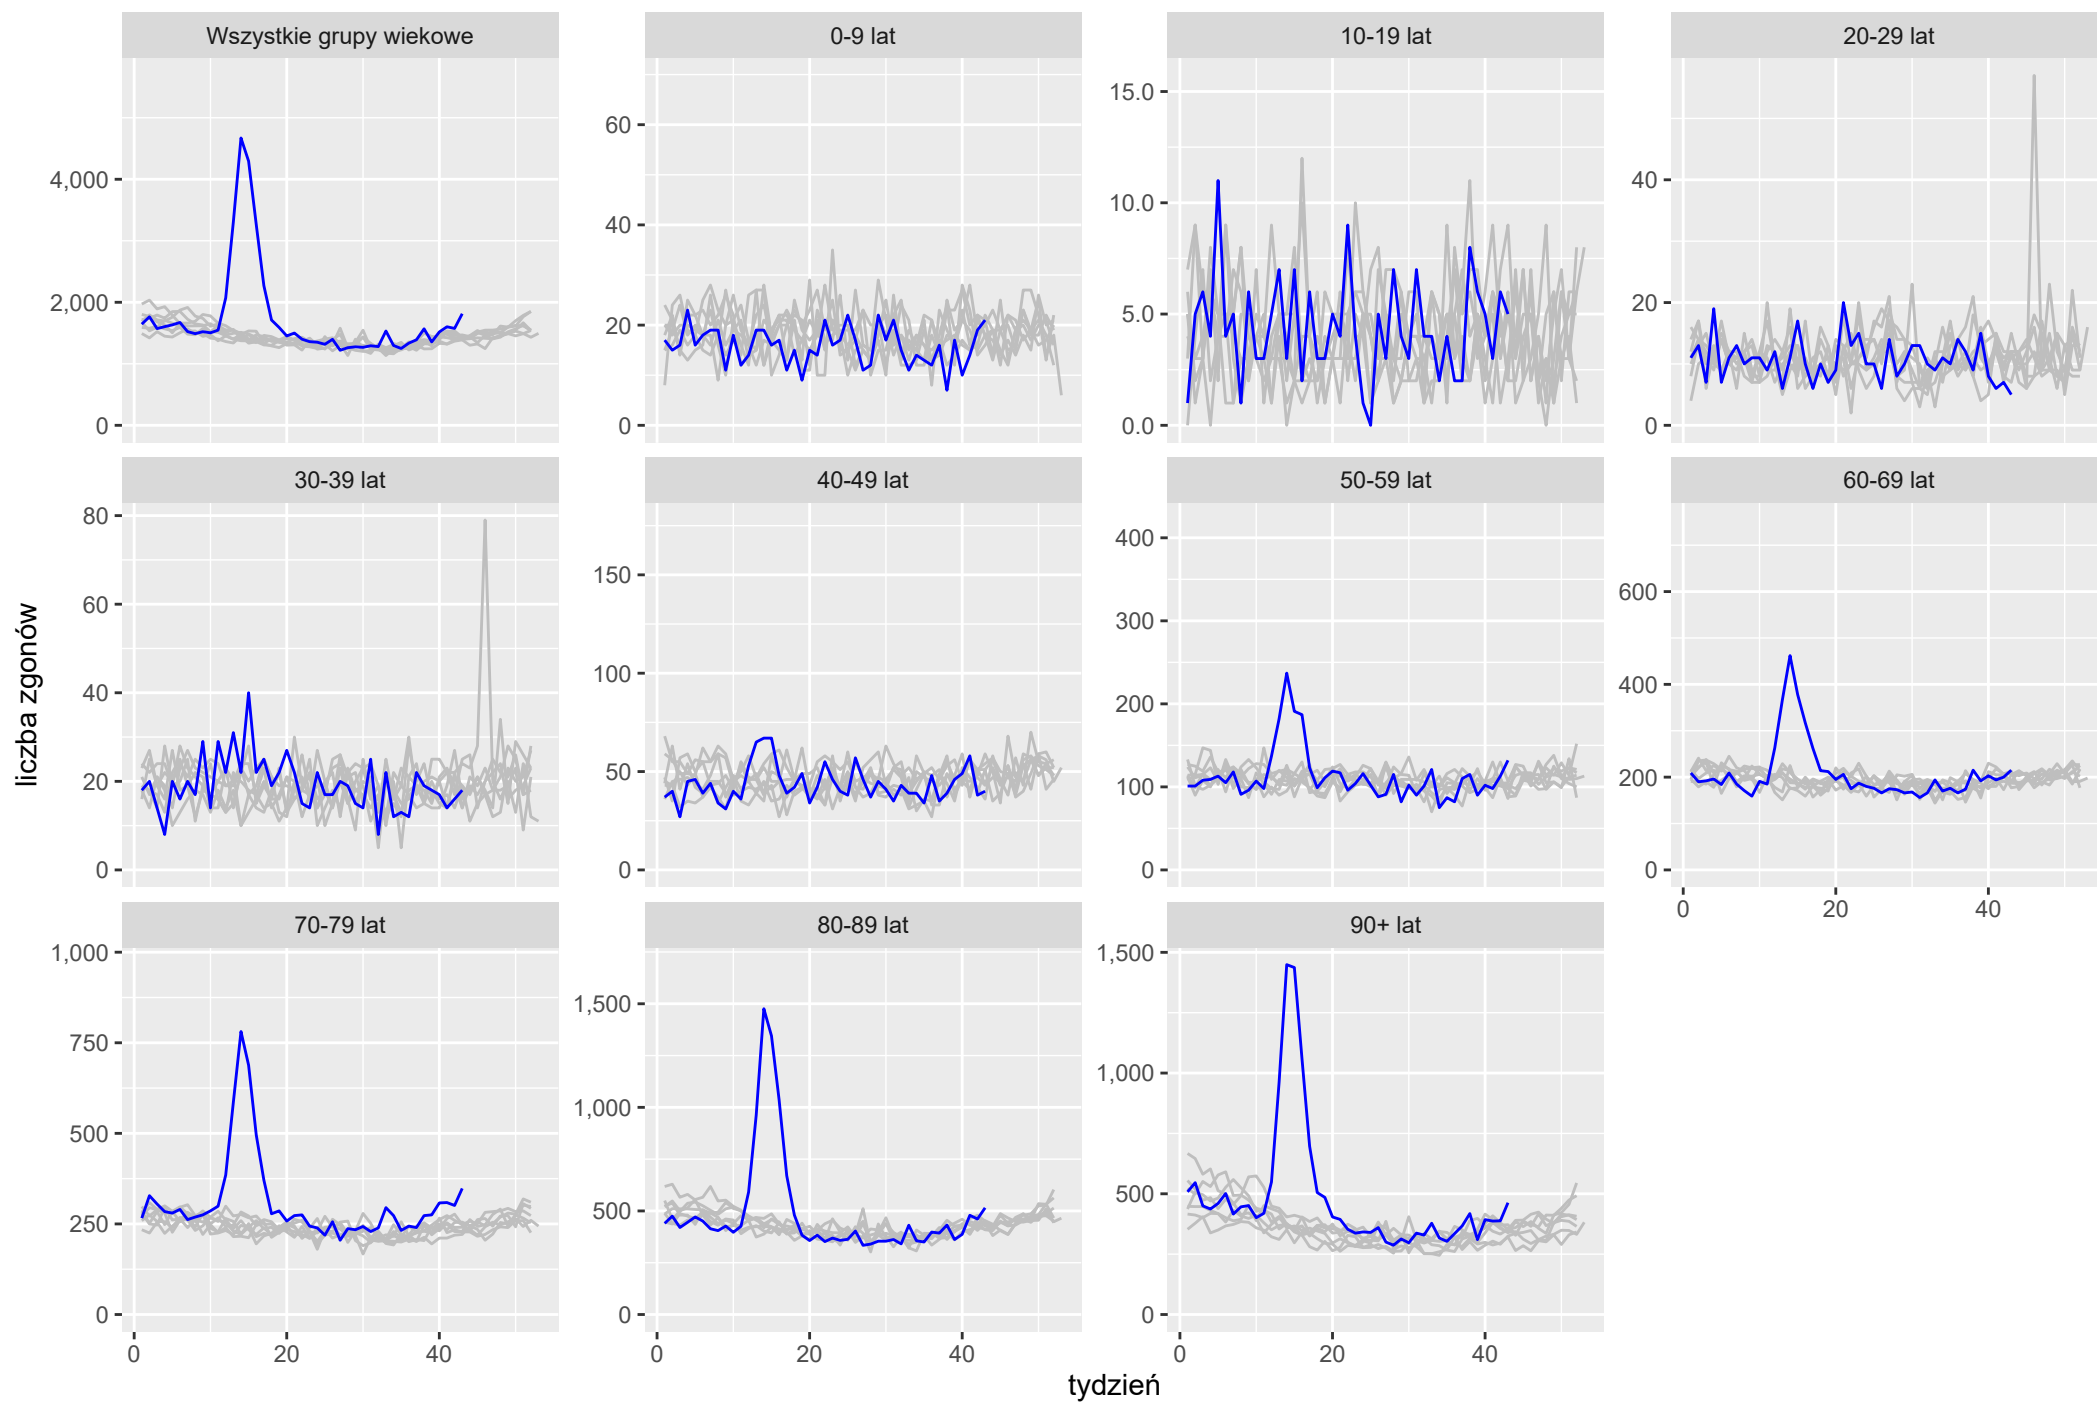 Wszystkie grupy wiekowe
0-9 lat
10-19 lat
20-29 lat
4,000
2,000
0
60
40
20
0
15.0
10.0
5.0
0.0
40
20
0
30-39 lat
40-49 lat
50-59 lat
60-69 lat
80
60
40
20
0
150
100
50
0
400
300
200
100
0
600
400
200
0
0 20 40
70-79 lat
80-89 lat
90+ lat
1,000
750
500
250
0
1,500
1,000
500
0
1,500
1,000
500
0
0 20 40
0 20 40
0 20 40
tydzień
liczba zgonów